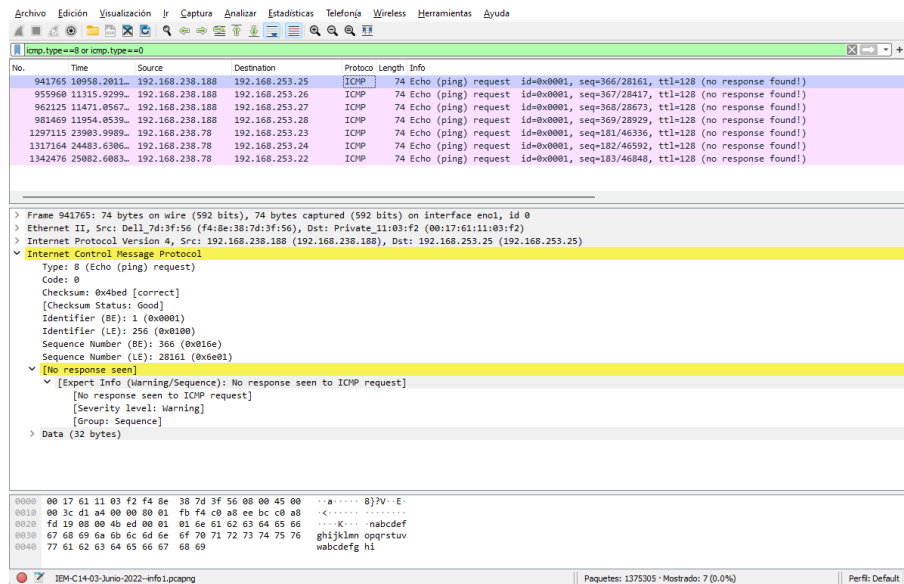 Archivo Edición Visualización Ir Captura Analizar Estadísticas Telefonía Wireless Herramientas Ayuda
icmp.type==8 or icmp.type==0
No. Time Source Destination Protoco Length Info
941765 10958.2011… 192.168.238.188 192.168.253.25 ICMP 74 Echo (ping) request id=0x0001, seq=366/28161, ttl=128 (no response found!)
955960 11315.9299… 192.168.238.188 192.168.253.26 ICMP 74 Echo (ping) request id=0x0001, seq=367/28417, ttl=128 (no response found!)
962125 11471.0567… 192.168.238.188 192.168.253.27 ICMP 74 Echo (ping) request id=0x0001, seq=368/28673, ttl=128 (no response found!)
981469 11954.0539… 192.168.238.188 192.168.253.28 ICMP 74 Echo (ping) request id=0x0001, seq=369/28929, ttl=128 (no response found!)
1297115 23903.9989… 192.168.238.78 192.168.253.23 ICMP 74 Echo (ping) request id=0x0001, seq=181/46336, ttl=128 (no response found!)
1317164 24483.6306… 192.168.238.78 192.168.253.24 ICMP 74 Echo (ping) request id=0x0001, seq=182/46592, ttl=128 (no response found!)
1342476 25082.6083… 192.168.238.78 192.168.253.22 ICMP 74 Echo (ping) request id=0x0001, seq=183/46848, ttl=128 (no response found!)
> Frame 941765: 74 bytes on wire (592 bits), 74 bytes captured (592 bits) on interface eno1, id 0
> Ethernet II, Src: Dell_7d:3f:56 (f4:8e:38:7d:3f:56), Dst: Private_11:03:f2 (00:17:61:11:03:f2)
> Internet Protocol Version 4, Src: 192.168.238.188 (192.168.238.188), Dst: 192.168.253.25 (192.168.253.25)
Internet Control Message Protocol
Type: 8 (Echo (ping) request)
Code: 0
Checksum: 0x4bed [correct]
[Checksum Status: Good]
Identifier (BE): 1 (0x0001)
Identifier (LE): 256 (0x0100)
Sequence Number (BE): 366 (0x016e)
Sequence Number (LE): 28161 (0x6e01)
[No response seen]
[Expert Info (Warning/Sequence): No response seen to ICMP request]
[No response seen to ICMP request]
[Severity level: Warning]
[Group: Sequence]
> Data (32 bytes)
0000 00 17 61 11 03 f2 f4 8e 38 7d 3f 56 08 00 45 00 ··a····· 8}?V··E·
0010 00 3c d1 a4 00 00 80 01 fb f4 c0 a8 ee bc c0 a8 ·<······ ········
0020 fd 19 08 00 4b ed 00 01 01 6e 61 62 63 64 65 66 ····K··· ·nabcdef
0030 67 68 69 6a 6b 6c 6d 6e 6f 70 71 72 73 74 75 76 ghijklmn opqrstuv
0040 77 61 62 63 64 65 66 67 68 69 wabcdefg hi
IEM-C14-03-Junio-2022--info1.pcapng Paquetes: 1375305 · Mostrado: 7 (0.0%) Perfil: Default